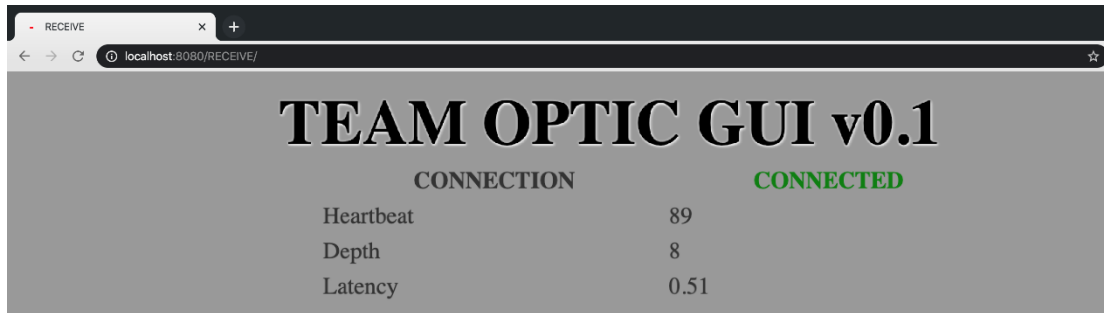 RECEIVE
localhost:8080/RECEIVE/
TEAM OPTIC GUI v0.1
CONNECTION CONNECTED
Heartbeat 89
Depth 8
Latency 0.51